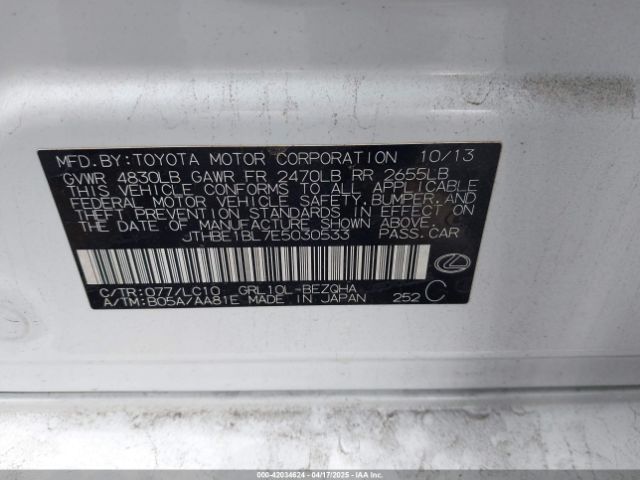 MFD.BY:TOYOTA MOTOR CORPORATION 10/13
GVWR 4830LB GAWR FR 2470LB RR 2655LB
THIS VEHICLE CONFORMS TO ALL APPLICABLE
FEDERAL MOTOR VEHICLE SAFETY,BUMPER,AND
THEFT PREVENTION STANDARDS IN EFFECT ON
THE DATE OF MANUFACTURE SHOWN ABOVE.
JTHBE1BL7E5030533 PASS.CAR
C/TR:077/LC10 GRL10L-BEZQHA
A/TM:B05A/AA81E MADE IN JAPAN 252 C
000-42034624 04/17/2025 IAA Inc. (IAA)